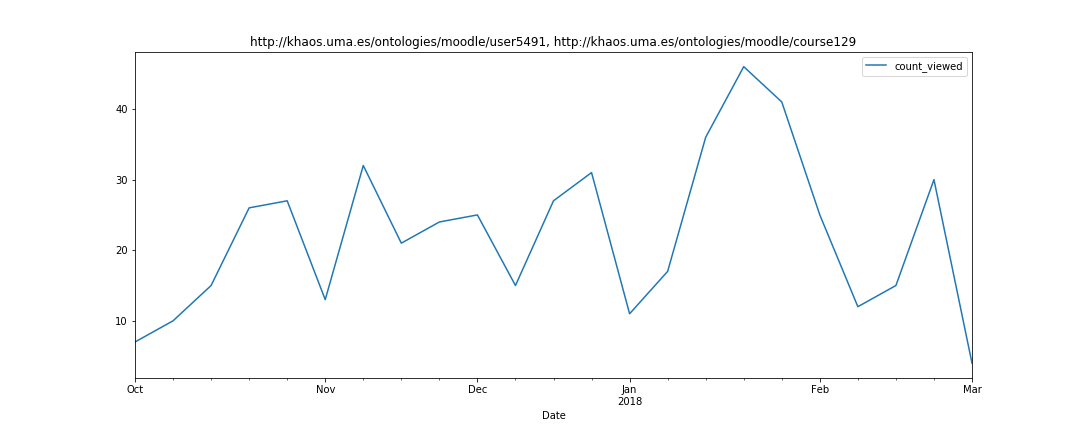 http://khaos.uma.es/ontologies/moodle/user5491, http://khaos.uma.es/ontologies/moodle/course129
count_viewed
40
30
20
10
Oct Nov Dec Jan Feb Mar
2018
Date